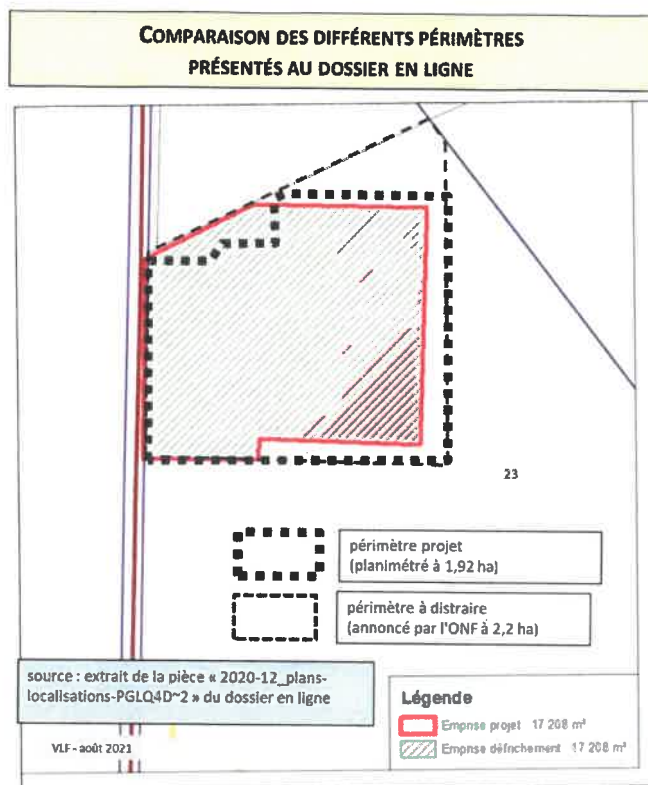 COMPARAISON DES DIFFÉRENTS PÉRIMÈTRES
PRÉSENTÉS AU DOSSIER EN LIGNE
23
périmètre projet
(planimétré à 1,92 ha)
périmètre à distraire
(annoncé par l'ONF à 2,2 ha)
source : extrait de la pièce « 2020-12_plans-
localisations-PGLQ4D~2 » du dossier en ligne
Légende
Emprise projet 17 208 m²
Emprise défrichement 17 208 m²
VLF - août 2021